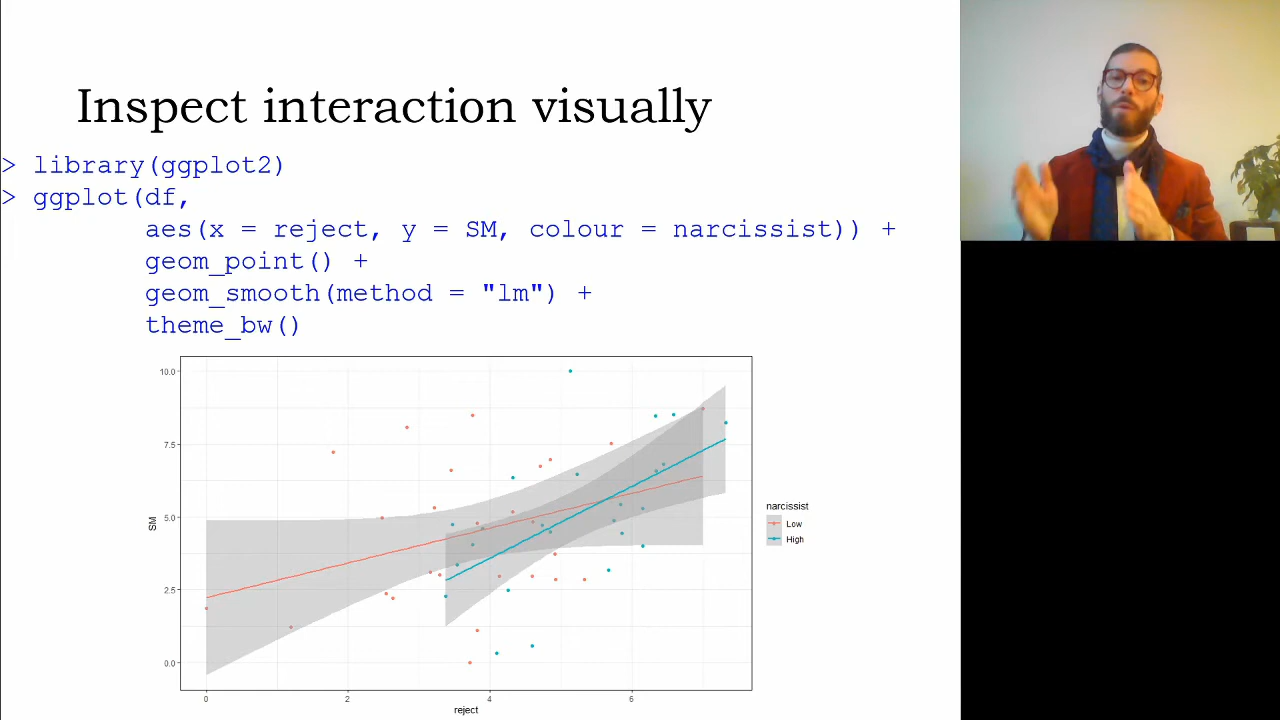 Inspect interaction visually
> library(ggplot2)
> ggplot(df,
aes(x = reject, y = SM, colour = narcissist)) +
geom_point() +
geom_smooth(method = "lm") +
theme_bw()
10.0
7.5
5.0
2.5
0.0
SM
0 2 4 6
reject
narcissist
Low
High